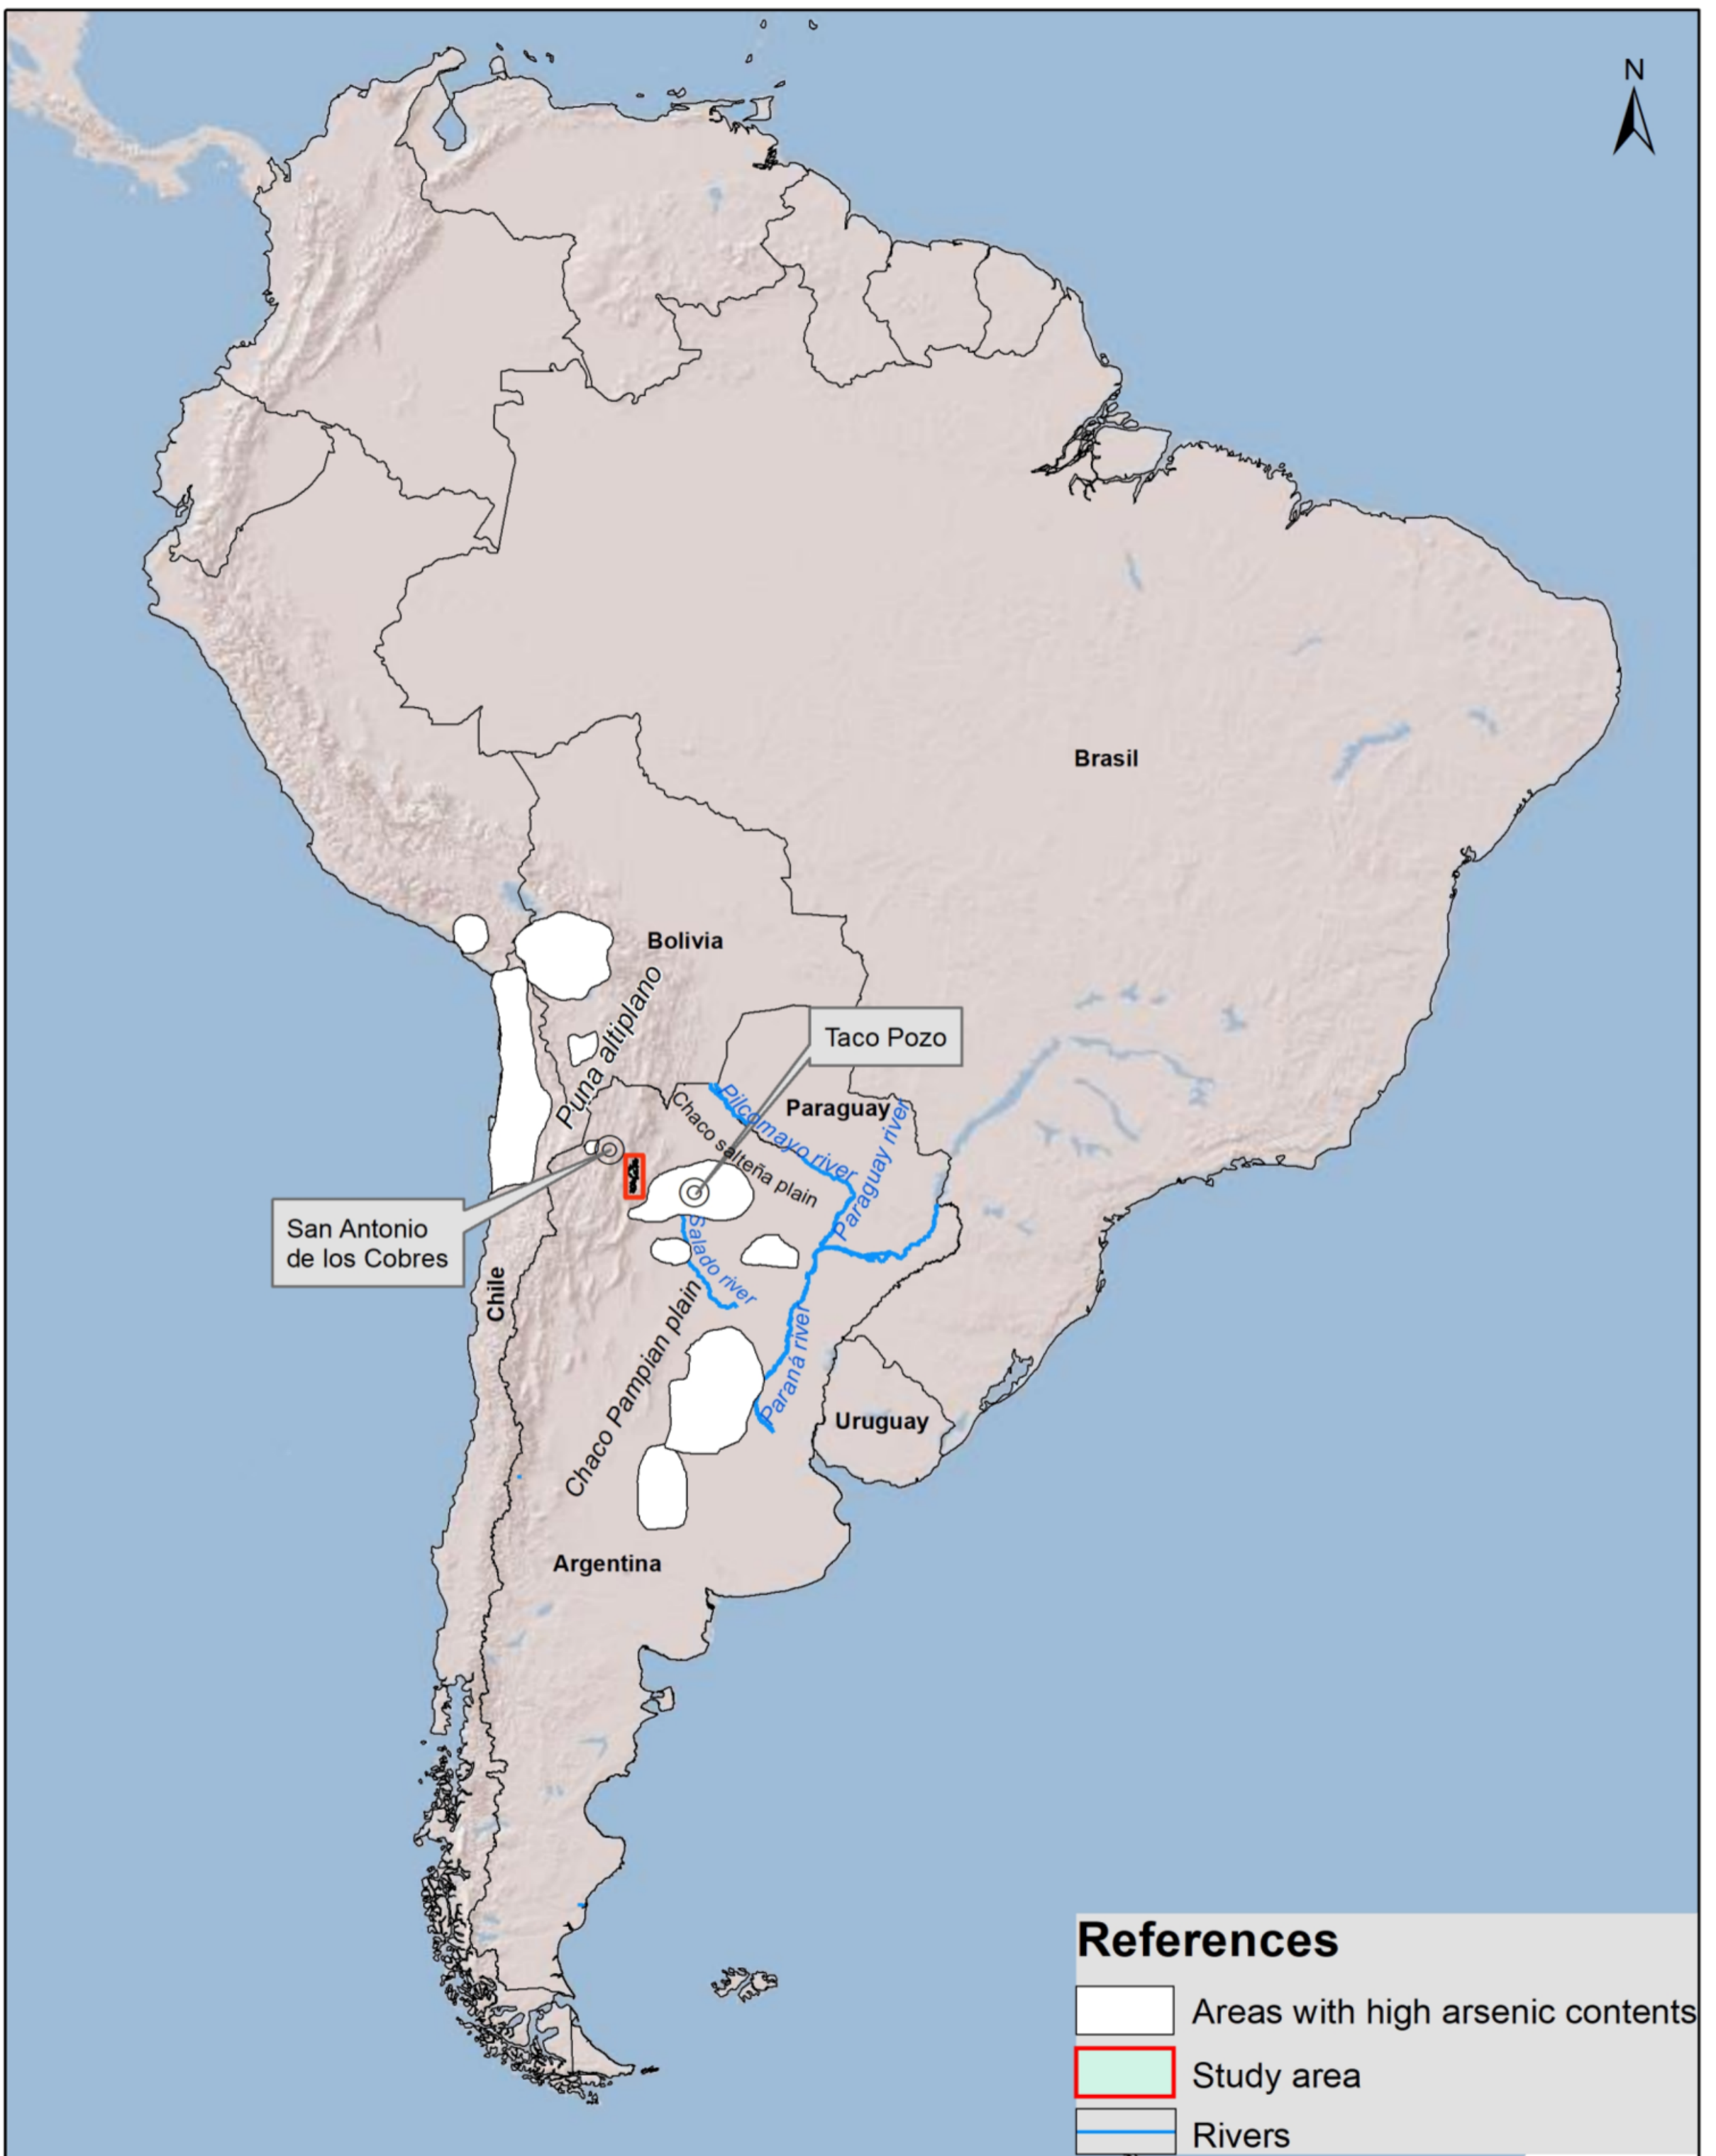 N
Brasil
Bolivia
Puna altiplano
Taco Pozo
Paraguay
Pilcomayo river
Chaco salteña plain
Paraguay river
San Antonio
de los Cobres
Salado river
Chile
Chaco Pampian plain
Paraná river
Uruguay
Argentina
References
Areas with high arsenic contents
Study area
Rivers